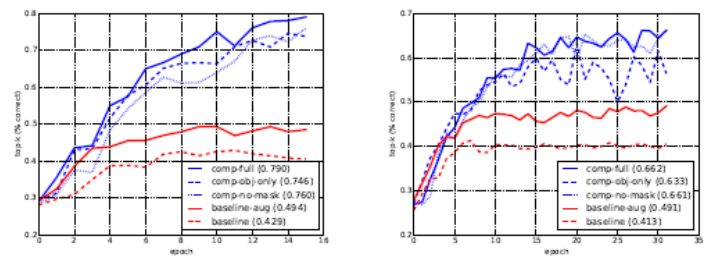 0.8
0.7
0.6
0.5
0.4
0.3
0.2
top-k (% correct)
0 2 4 6 8 10 12 14 16
epoch
comp-full (0.790)
comp-obj-only (0.746)
comp-no-mask (0.760)
baseline-aug (0.494)
baseline (0.429)
0.7
0.6
0.5
0.4
0.3
0.2
top-k (% correct)
0 5 10 15 20 25 30 35
epoch
comp-full (0.662)
comp-obj-only (0.633)
comp-no-mask (0.661)
baseline-aug (0.491)
baseline (0.413)